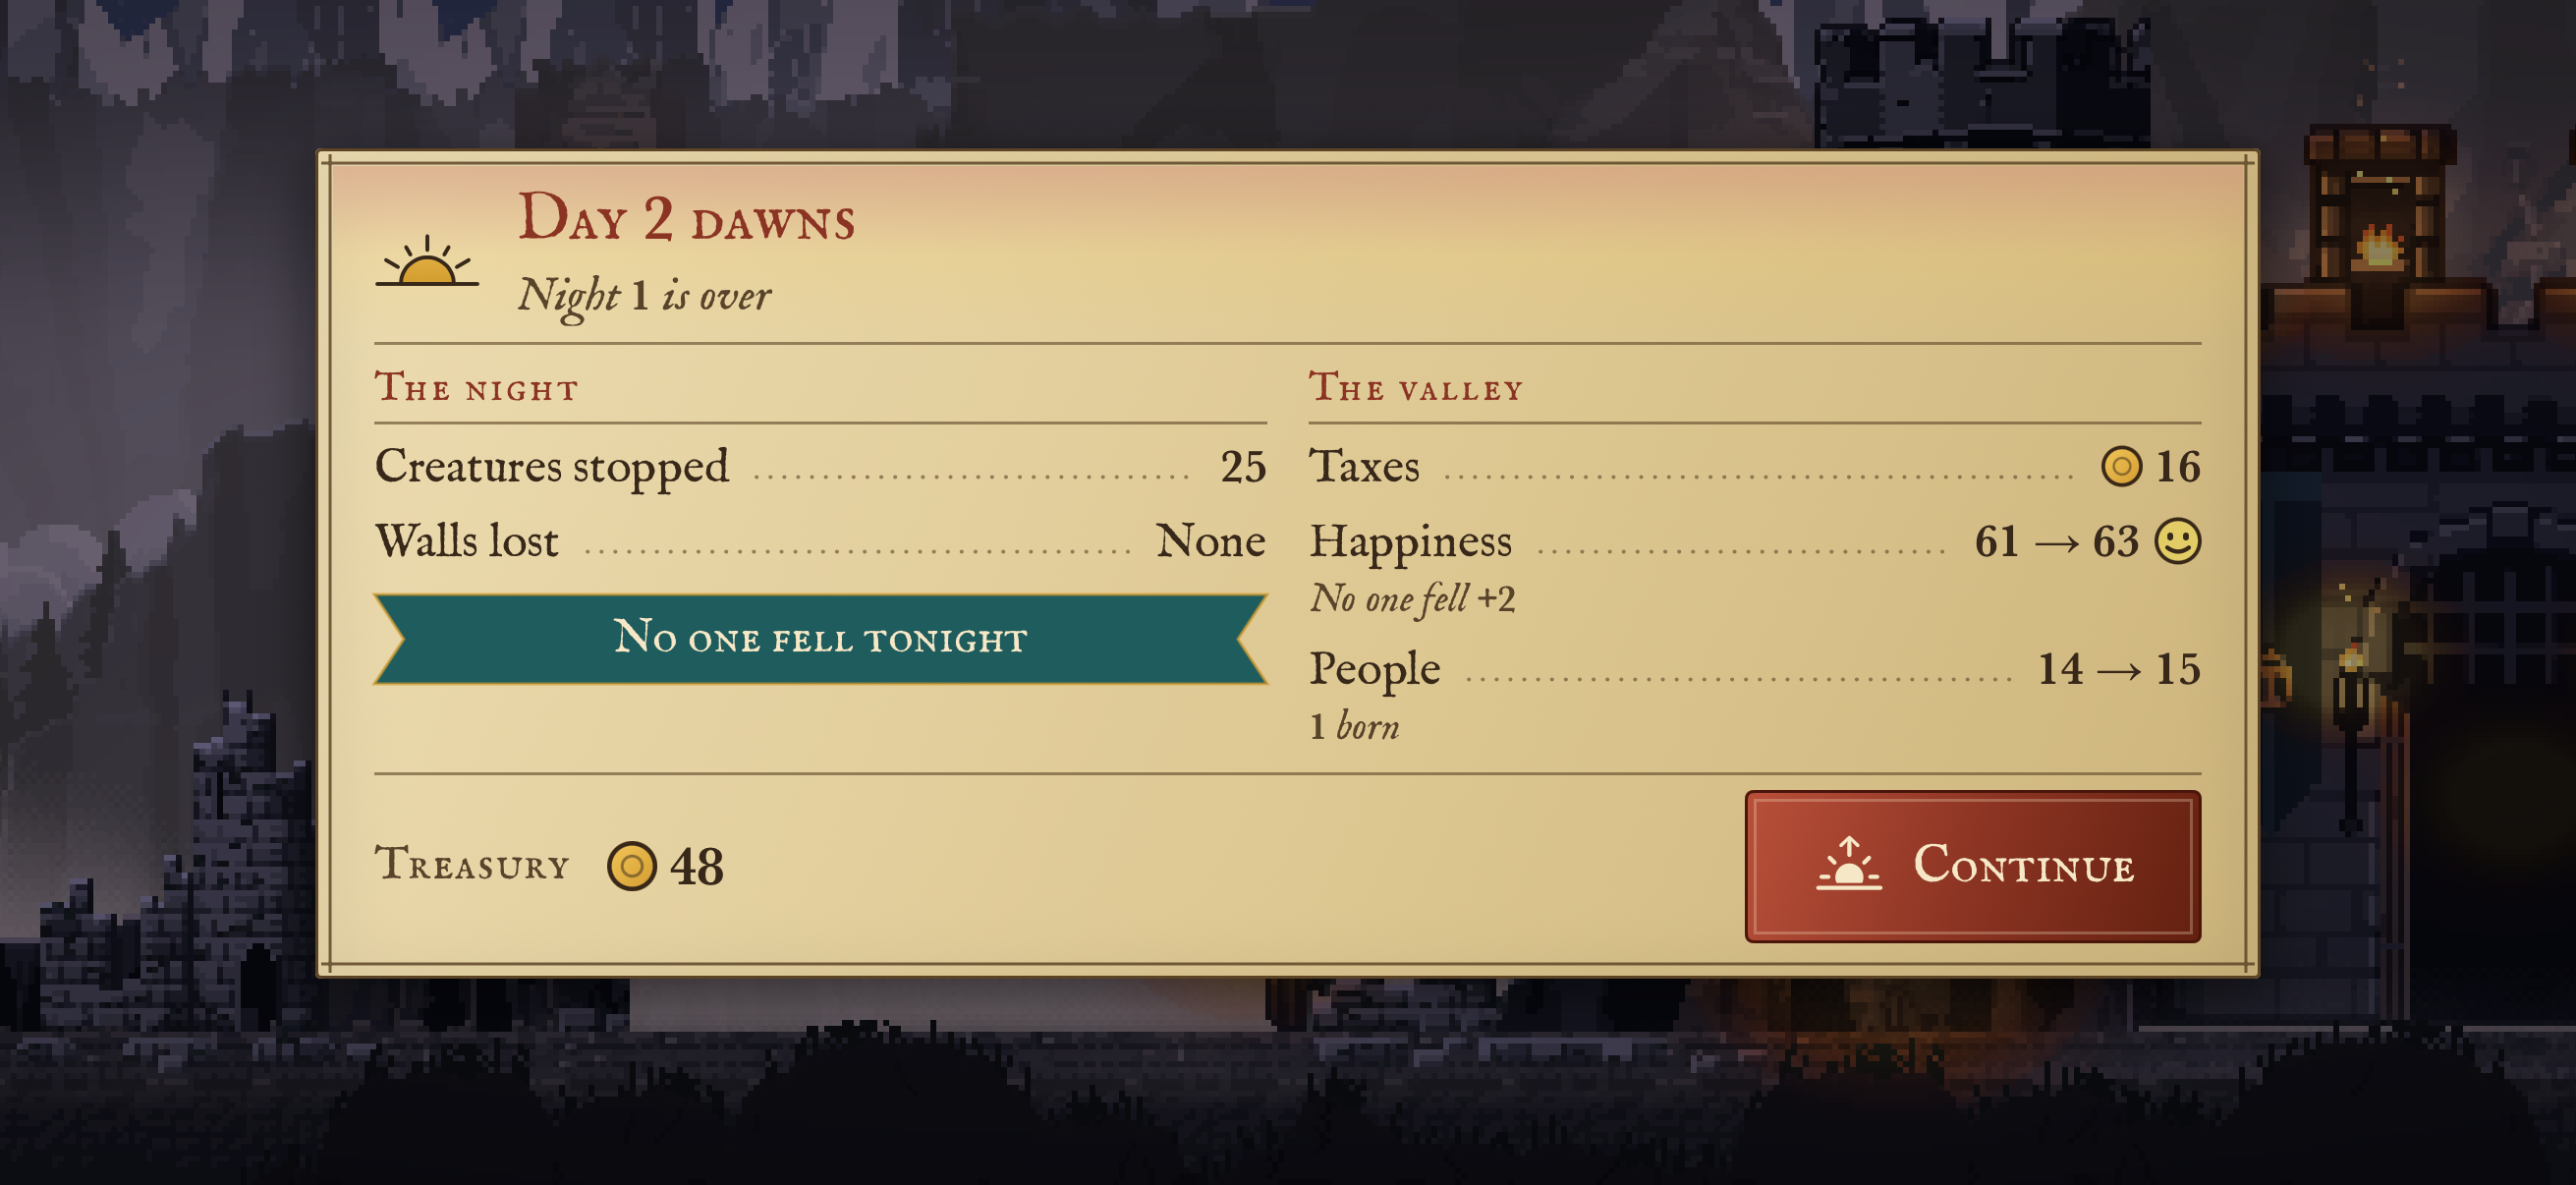 Day 2 dawns
Night 1 is over
The night
Creatures stopped 25
Walls lost None
No one fell tonight
The valley
Taxes 16
Happiness 61 → 63
No one fell +2
People 14 → 15
1 born
Treasury 48
Continue